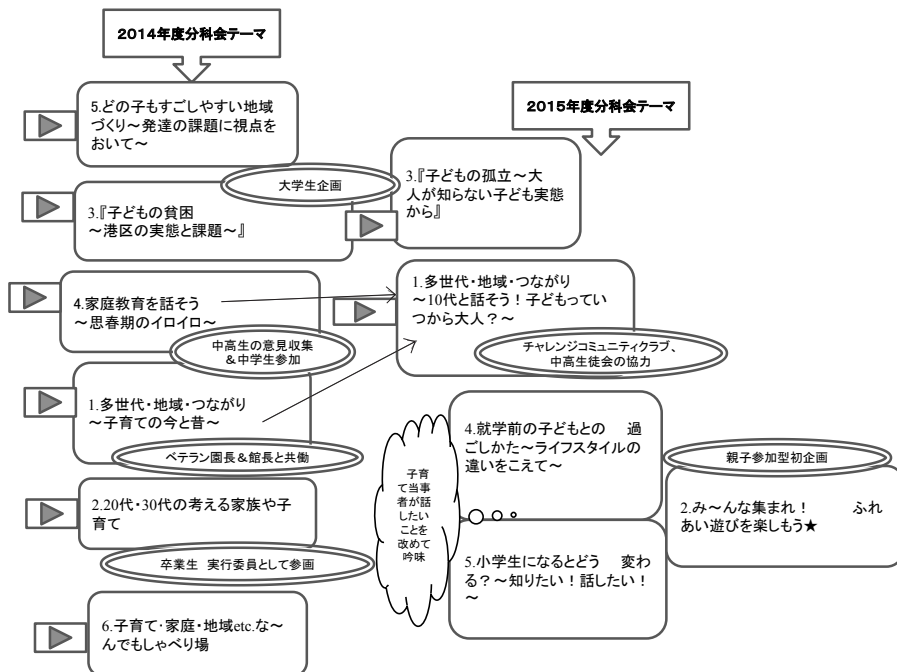 2014年度分科会テーマ
5.どの子もすごしやすい地域
づくり~発達の課題に視点を
おいて~
大学生企画
3.『子どもの貧困
~港区の実態と課題~』
4.家庭教育を話そう
~思春期のイロイロ~
中高生の意見収集
&中学生参加
1.多世代・地域・つながり
~子育ての今と昔~
ベテラン園長&館長と共働
2.20代・30代の考える家族や子
育て
卒業生 実行委員として参画
6.子育て・家庭・地域etc.な~
んでもしゃべり場
2015年度分科会テーマ
3.『子どもの孤立~大
人が知らない子ども実態
から』
1.多世代・地域・つながり
~10代と話そう!子どもってい
つから大人?~
チャレンジコミュニティクラブ、
中高生徒会の協力
子育
て当事
者が話
したい
ことを
改めて
吟味
4.就学前の子どもとの 過
ごしかた~ライフスタイルの
違いをこえて~
親子参加型初企画
2.み~んな集まれ! ふれ
あい遊びを楽しもう★
5.小学生になるとどう 変わ
る?~知りたい!話したい!
~